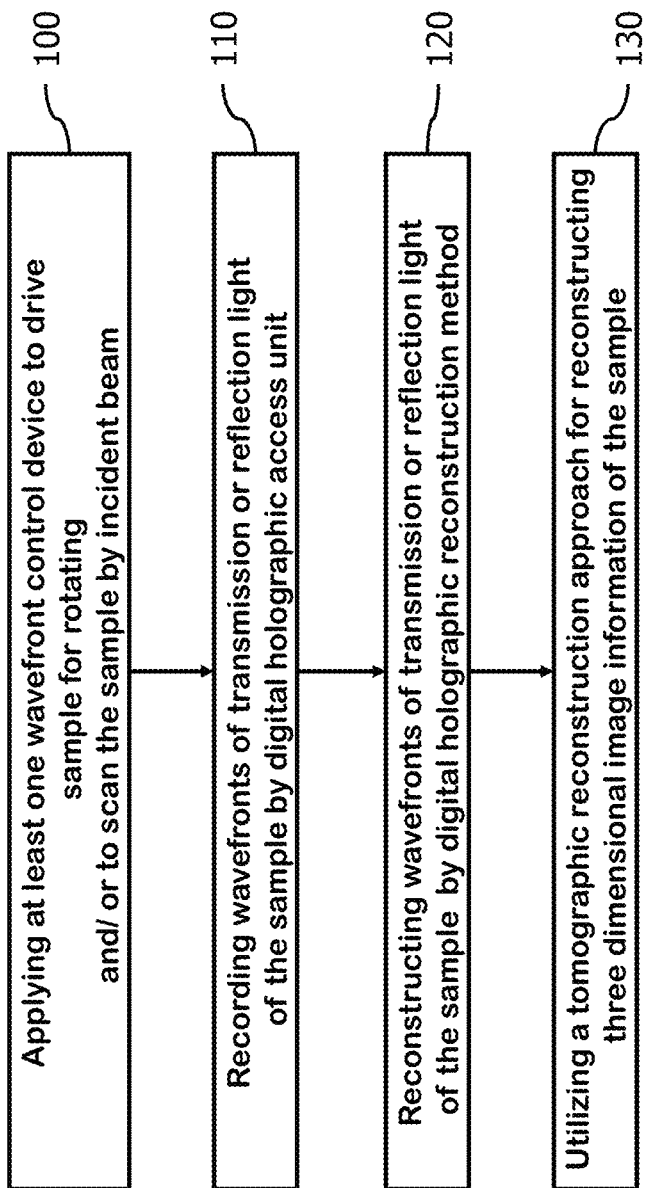 Applying at least one wavefront control device to drive
sample for rotating
and/ or to scan the sample by incident beam
100
Recording wavefronts of transmission or reflection light
of the sample by digital holographic access unit
110
Reconstructing wavefronts of transmission or reflection light
of the sample by digital holographic reconstruction method
120
Utilizing a tomographic reconstruction approach for reconstructing
three dimensional image information of the sample
130